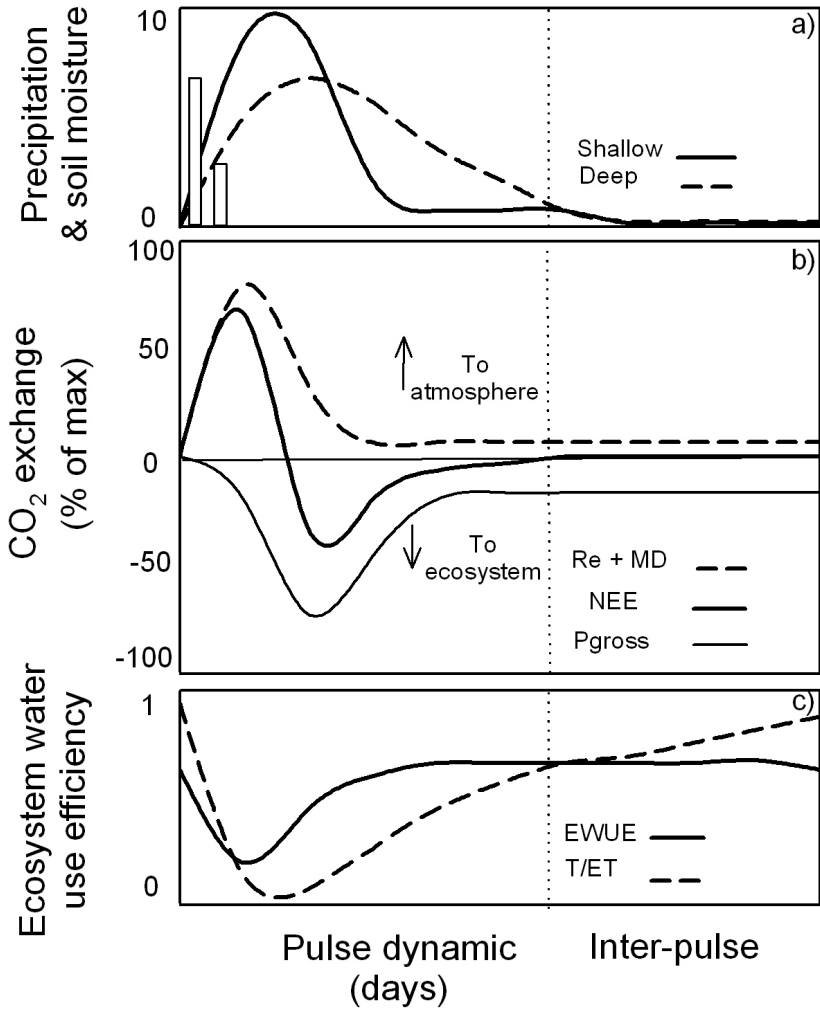 10
a)
Precipitation
& soil moisture
Shallow
Deep
0
100
b)
50
To
atmosphere
CO₂ exchange
(% of max)
0
-50
To
ecosystem
Re + MD
NEE
Pgross
-100
1
c)
Ecosystem water
use efficiency
EWUE
T/ET
0
Pulse dynamic
(days)
Inter-pulse